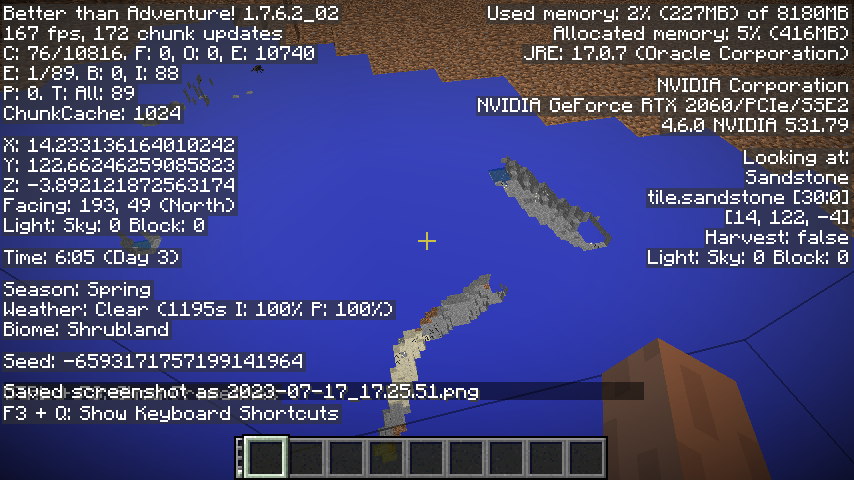 Better than Adventure! 1.7.6.2_02
167 fps, 172 chunk updates
C: 76/10816. F: 0, O: 0, E: 10740
E: 1/89. B: 0, I: 88
P: 0. T: All: 89
ChunkCache: 1024
X: 14.233136164010242
Y: 122.66246259085823
Z: -3.8921218725631​74
Facing: 193, 49 (North)
Light: Sky: 0 Block: 0
Time: 6:05 (Day 3)
Season: Spring
Weather: Clear (1195s I: 100% P: 100%)
Biome: Shrubland
Seed: -6593171757199141964
Saved screenshot as 2023-07-17_17.25.51.png
F3 + Q: Show Keyboard Shortcuts
Used memory: 2% (227MB) of 8180MB
Allocated memory: 5% (416MB)
JRE: 17.0.7 (Oracle Corporation)
NVIDIA Corporation
NVIDIA GeForce RTX 2060/PCIe/SSE2
4.6.0 NVIDIA 531.79
Looking at:
Sandstone
tile.sandstone [30:0]
[14, 122, -4]
Harvest: false
Light: Sky: 0 Block: 0